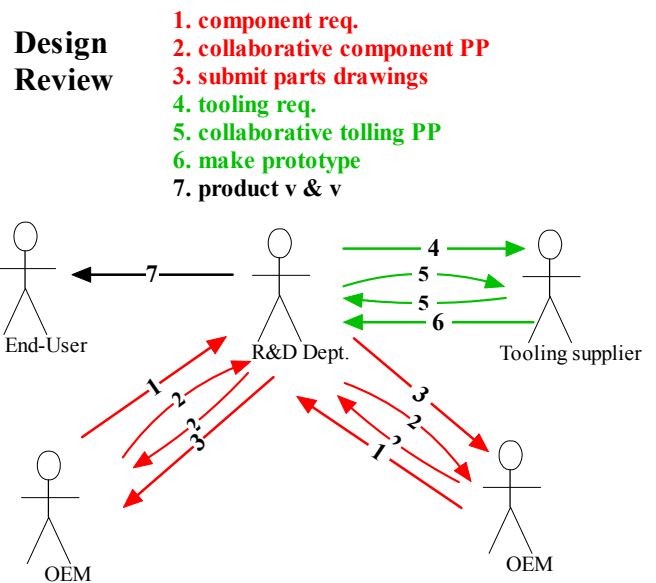 Design
Review
1. component req.
2. collaborative component PP
3. submit parts drawings
4. tooling req.
5. collaborative tolling PP
6. make prototype
7. product v & v
7
4
5
5
6
End-User
R&D Dept.
Tooling supplier
1
2
2
3
3
2
2
1
OEM
OEM